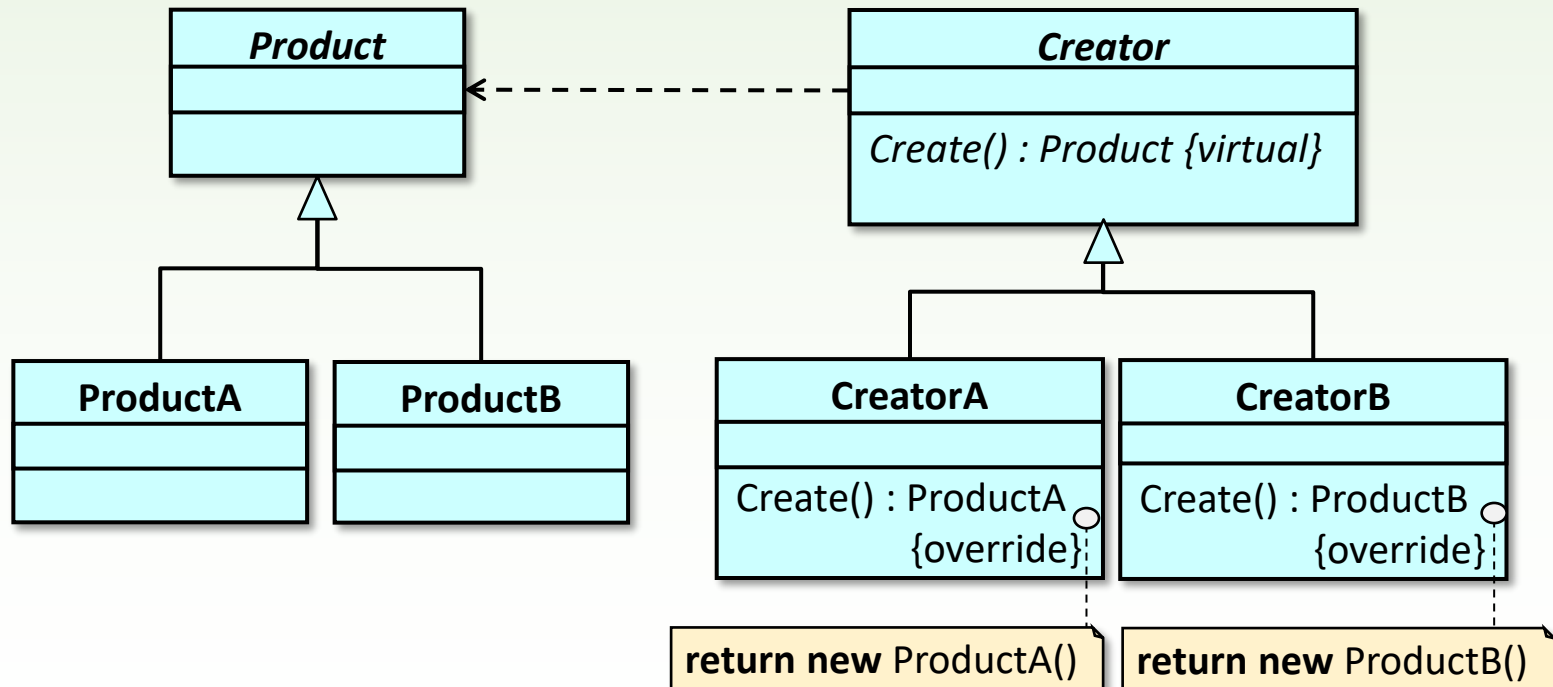 Product
Creator
Create() : Product {virtual}
ProductA
ProductB
CreatorA
CreatorB
Create() : ProductA
{override}
Create() : ProductB
{override}
return new ProductA()
return new ProductB()